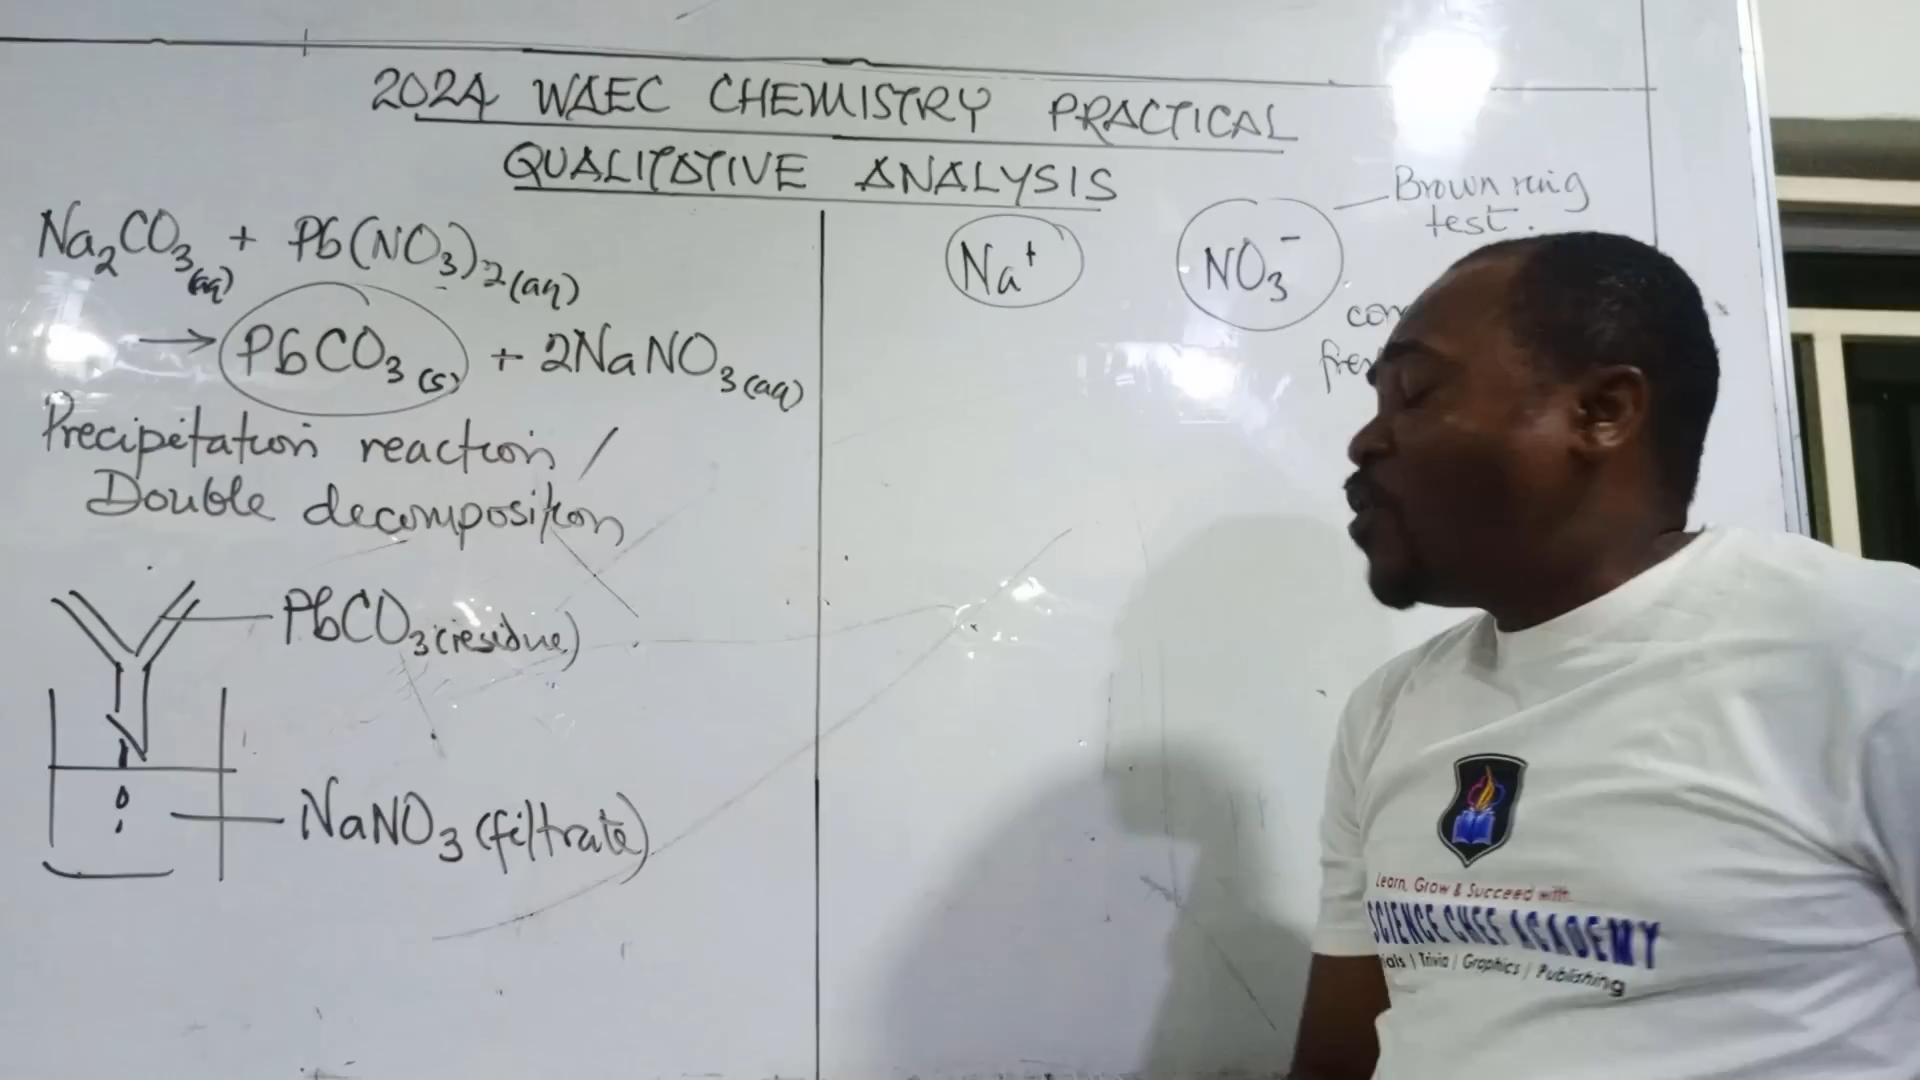 2024 WAEC CHEMISTRY PRACTICAL
QUALITATIVE ANALYSIS
Na₂CO₃(aq) + Pb(NO₃)₂(aq)
→ PbCO₃(s) + 2NaNO₃(aq)
Precipitation reaction /
Double decomposition
PbCO₃(residue)
NaNO₃(filtrate)
Na⁺
NO₃⁻
Brown ring
test.
Learn, Grow & Succeed with
SCIENCE CHEF ACADEMY
| Trivia | Graphics | Publishing